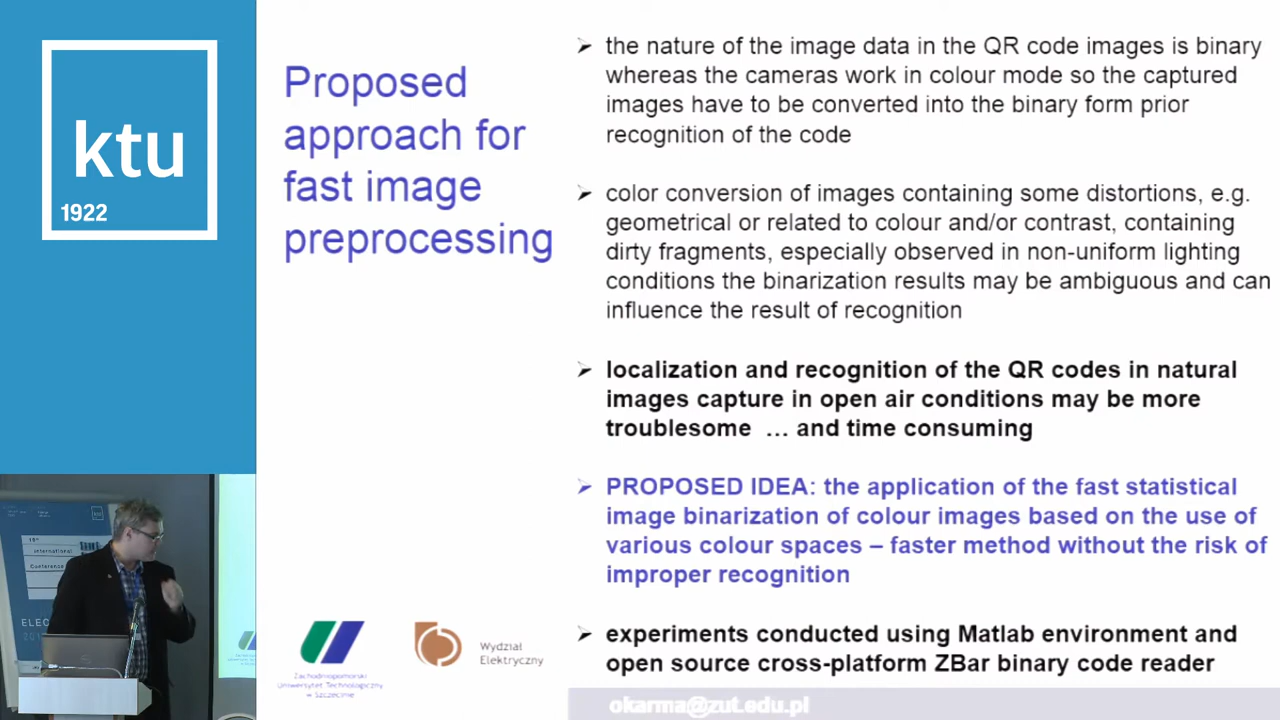 ktu
1922
Proposed
approach for
fast image
preprocessing
➢ the nature of the image data in the QR code images is binary
whereas the cameras work in colour mode so the captured
images have to be converted into the binary form prior
recognition of the code
➢ color conversion of images containing some distortions, e.g.
geometrical or related to colour and/or contrast, containing
dirty fragments, especially observed in non-uniform lighting
conditions the binarization results may be ambiguous and can
influence the result of recognition
➢ localization and recognition of the QR codes in natural
images capture in open air conditions may be more
troublesome … and time consuming
➢ PROPOSED IDEA: the application of the fast statistical
image binarization of colour images based on the use of
various colour spaces – faster method without the risk of
improper recognition
➢ experiments conducted using Matlab environment and
open source cross-platform ZBar binary code reader
Zachodniopomorski
Uniwersytet Technologiczny
w Szczecinie
Wydział
Elektryczny
okarma@zut.edu.pl
19th
International
Conference
ELEC